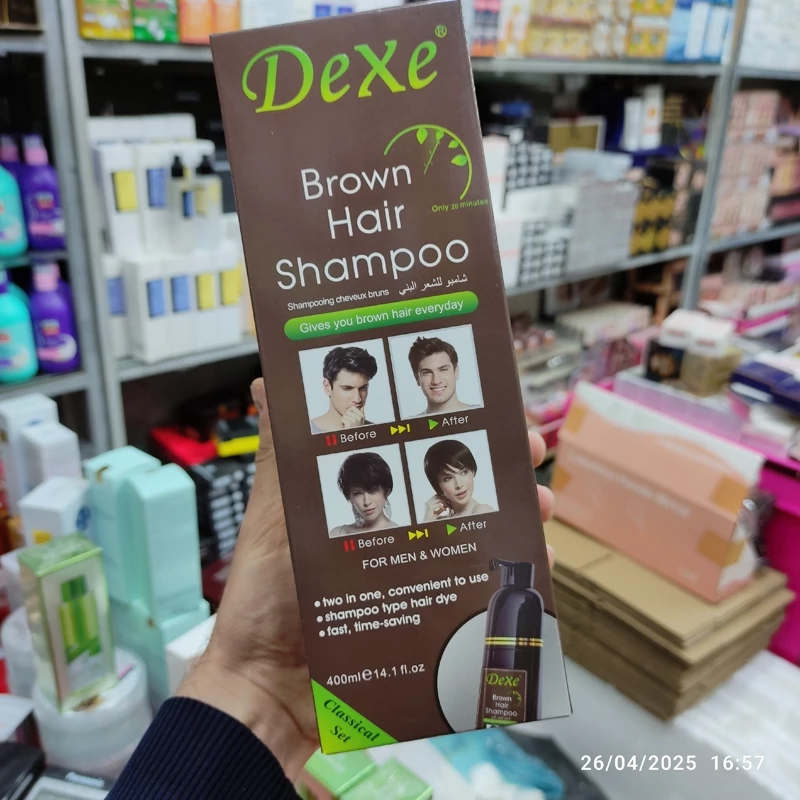 Dexe®
Only 20 minutes
Brown
Hair
Shampoo
Shampooing cheveux bruns شامبو للشعر البني
Gives you brown hair everyday
Before After
Before After
FOR MEN & WOMEN
• two in one, convenient to use
• shampoo type hair dye
• fast, time-saving
400ml℮14.1 fl.oz
Dexe
Brown
Hair
Shampoo
Classical
Set
26/04/2025 16:57